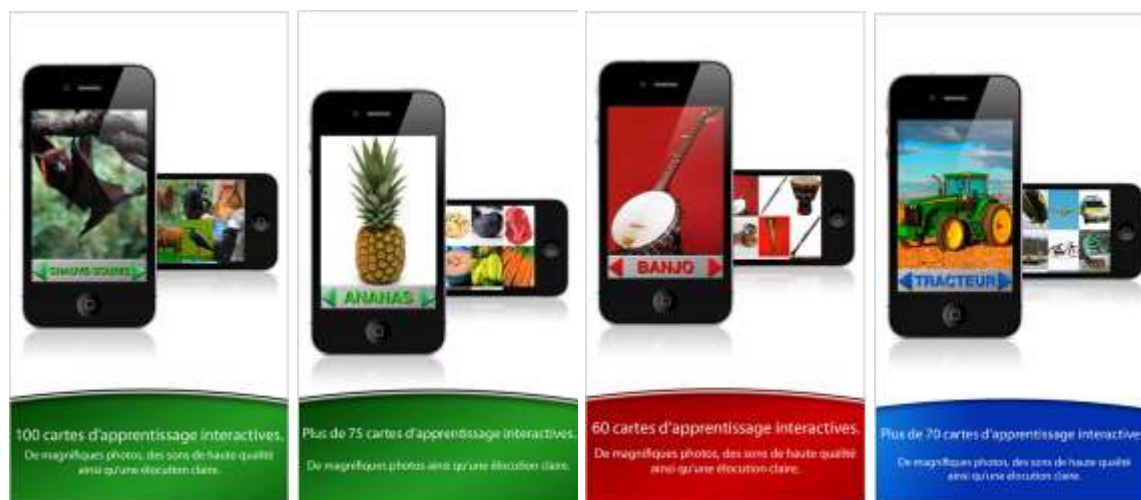 CHAUVE-SOURIS
100 cartes d'apprentissage interactives.
De magnifiques photos, des sons de haute qualité
ainsi qu'une élocution claire.
ANANAS
Plus de 75 cartes d'apprentissage interactives.
De magnifiques photos ainsi qu'une élocution claire.
BANJO
60 cartes d'apprentissage interactives.
De magnifiques photos, des sons de haute qualité
ainsi qu'une élocution claire.
TRACTEUR
Plus de 70 cartes d'apprentissage interactive
De magnifiques photos, des sons de haute qualité
ainsi qu'une élocution claire.